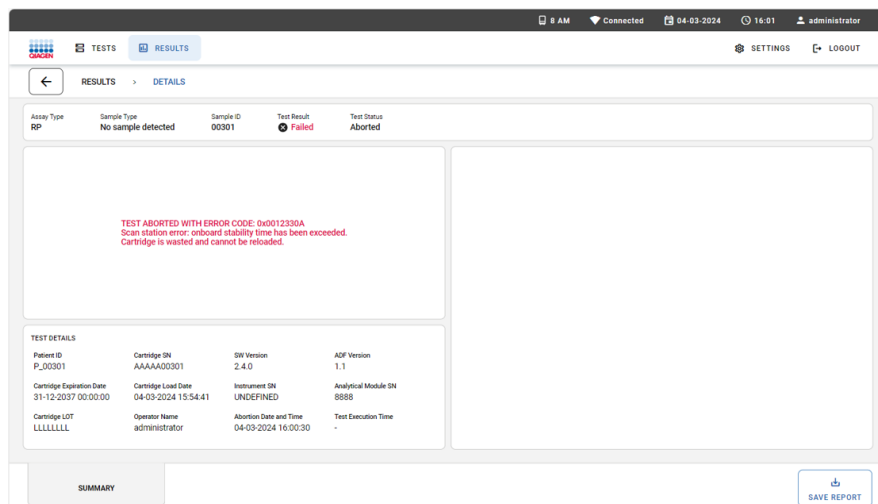 8 AM Connected 04-03-2024 16:01 administrator
QIAGEN TESTS RESULTS SETTINGS LOGOUT
RESULTS > DETAILS
Assay Type Sample Type Sample ID Test Result Test Status
RP No sample detected 00301 Failed Aborted
TEST ABORTED WITH ERROR CODE: 0x0012330A
Scan station error: onboard stability time has been exceeded.
Cartridge is wasted and cannot be reloaded.
TEST DETAILS
Patient ID Cartridge SN SW Version ADF Version
P_00301 AAAAA00301 2.4.0 1.1
Cartridge Expiration Date Cartridge Load Date Instrument SN Analytical Module SN
31-12-2037 00:00:00 04-03-2024 15:54:41 UNDEFINED 8888
Cartridge LOT Operator Name Abortion Date and Time Test Execution Time
LLLLLLLL administrator 04-03-2024 16:00:30 -
SUMMARY
SAVE REPORT